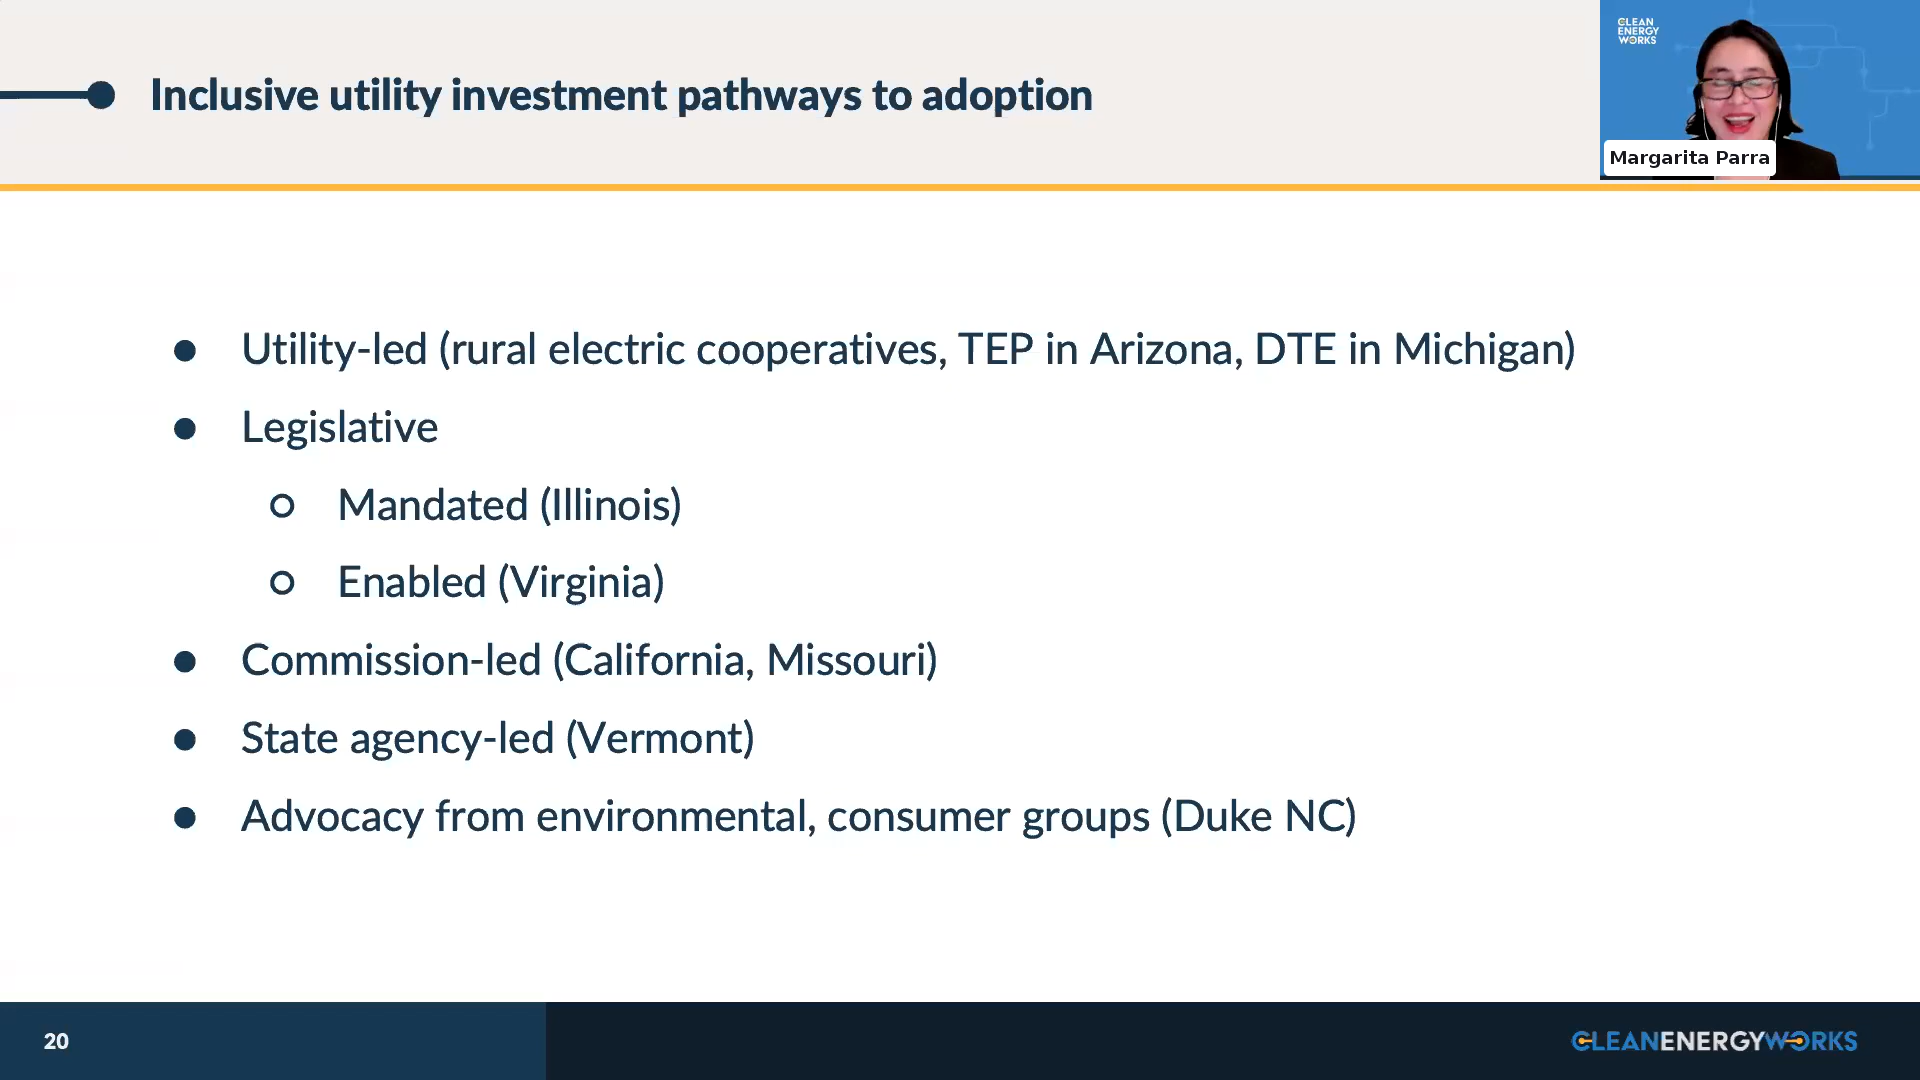 Inclusive utility investment pathways to adoption
CLEAN
ENERGY
WORKS
Margarita Parra
● Utility-led (rural electric cooperatives, TEP in Arizona, DTE in Michigan)
● Legislative
○ Mandated (Illinois)
○ Enabled (Virginia)
● Commission-led (California, Missouri)
● State agency-led (Vermont)
● Advocacy from environmental, consumer groups (Duke NC)
20
CLEANENERGYWORKS